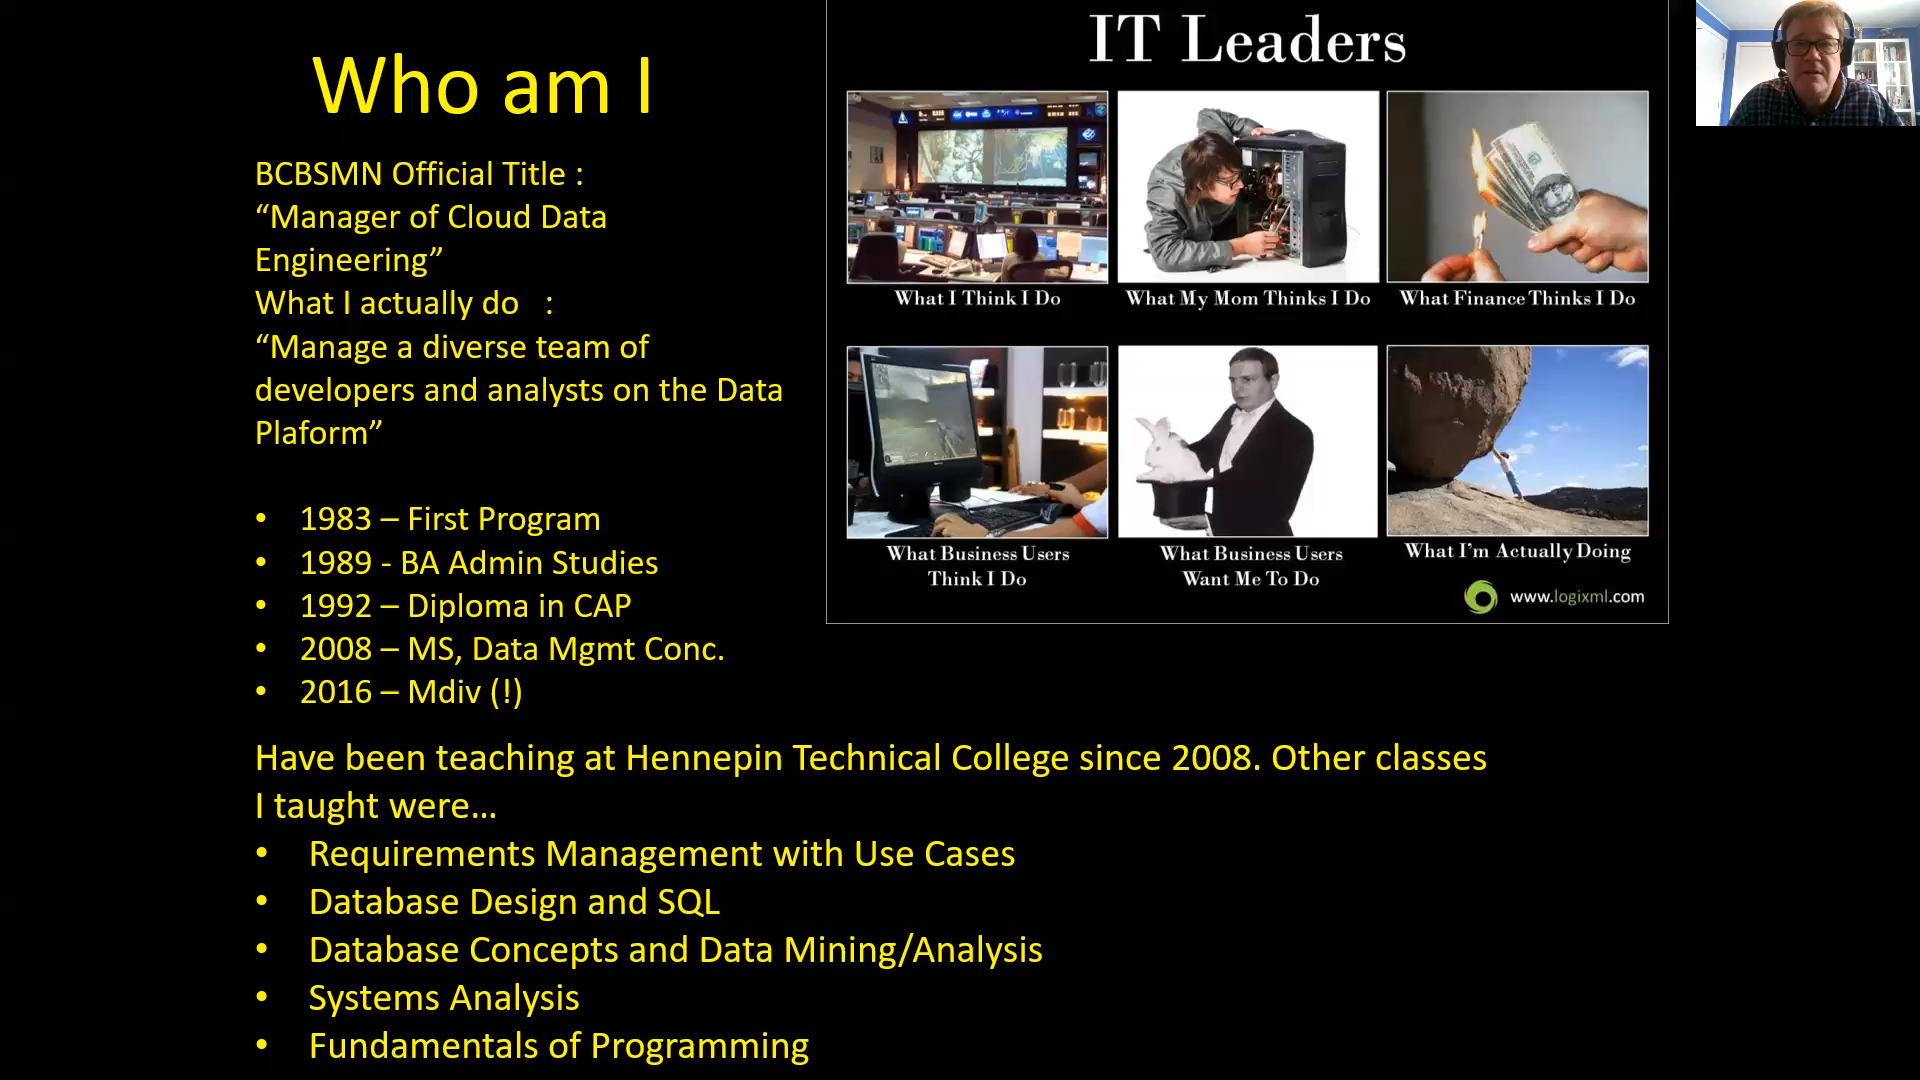 Who am I
BCBSMN Official Title :
“Manager of Cloud Data
Engineering”
What I actually do   :
“Manage a diverse team of
developers and analysts on the Data
Plaform”
• 1983 – First Program
• 1989 - BA Admin Studies
• 1992 – Diploma in CAP
• 2008 – MS, Data Mgmt Conc.
• 2016 – Mdiv (!)
IT Leaders
What I Think I Do
What My Mom Thinks I Do
What Finance Thinks I Do
What Business Users
Think I Do
What Business Users
Want Me To Do
What I’m Actually Doing
www.logixml.com
Have been teaching at Hennepin Technical College since 2008. Other classes
I taught were…
• Requirements Management with Use Cases
• Database Design and SQL
• Database Concepts and Data Mining/Analysis
• Systems Analysis
• Fundamentals of Programming